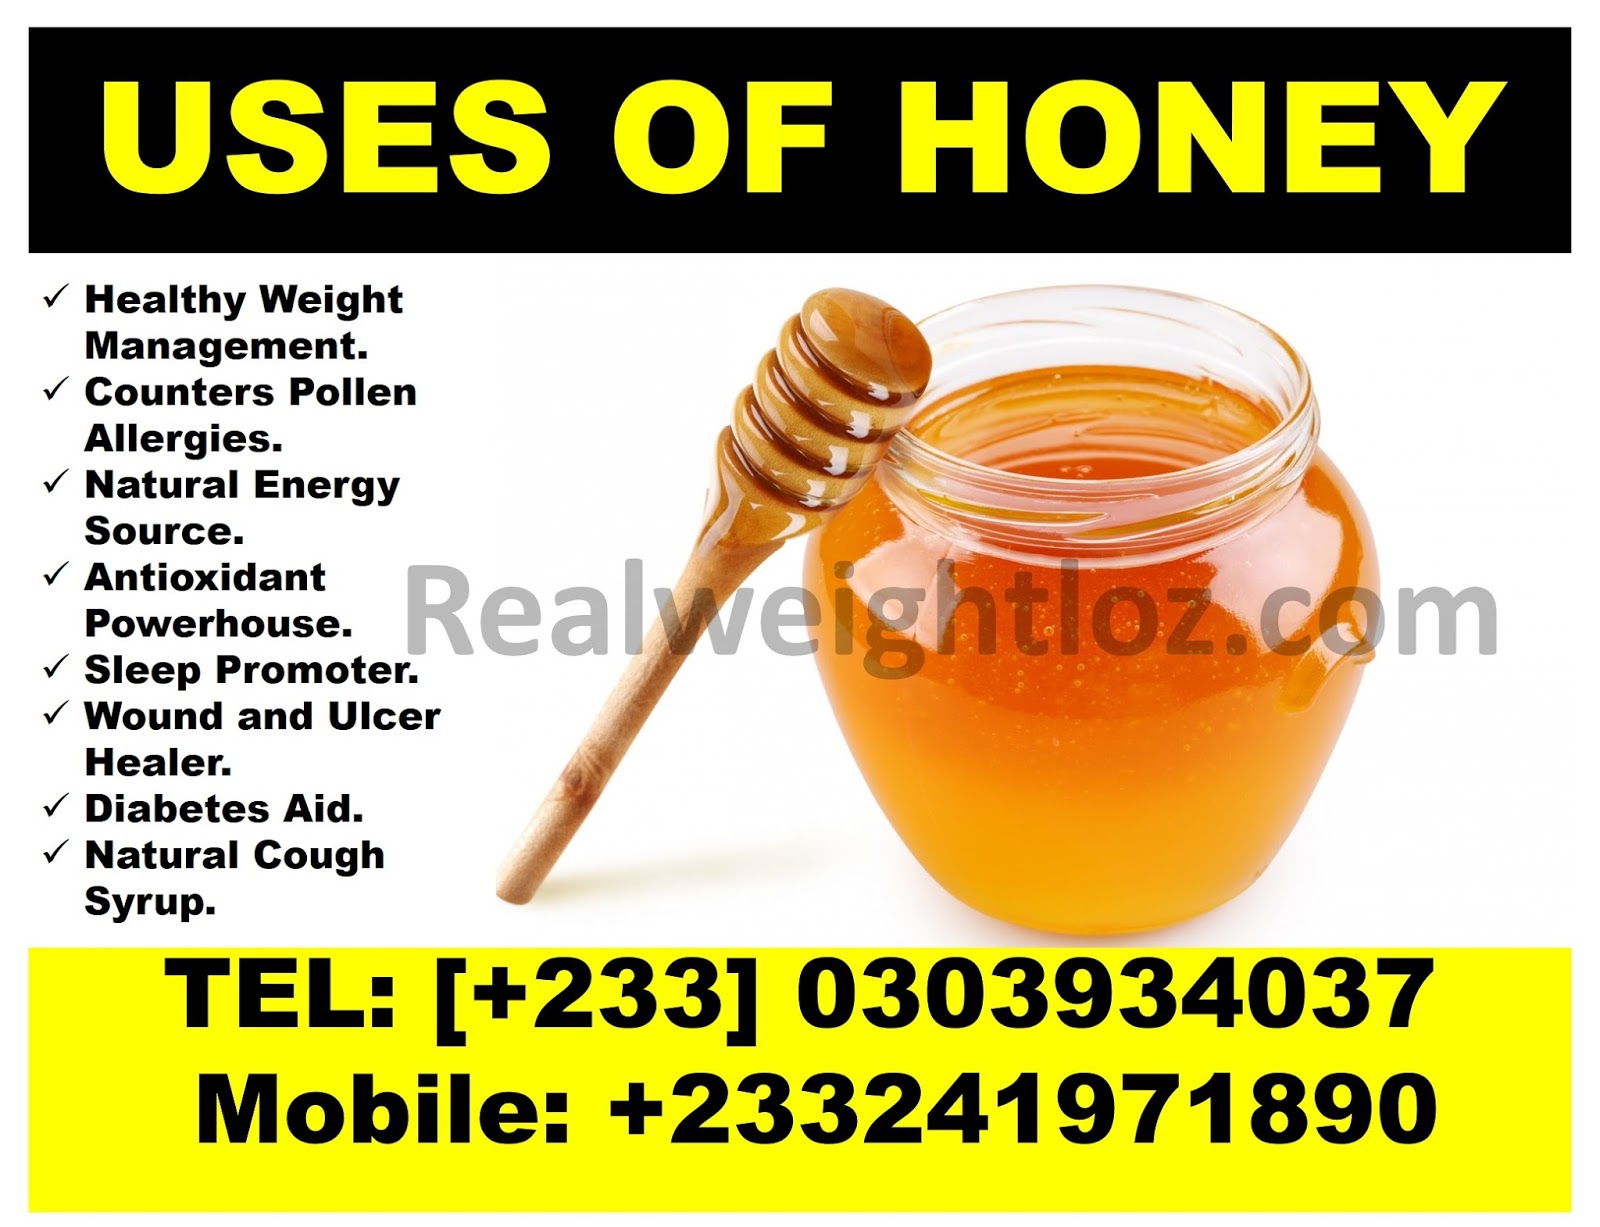 USES OF HONEY
✓ Healthy Weight
Management.
✓ Counters Pollen
Allergies.
✓ Natural Energy
Source.
✓ Antioxidant
Powerhouse.
✓ Sleep Promoter.
✓ Wound and Ulcer
Healer.
✓ Diabetes Aid.
✓ Natural Cough
Syrup.
Realweightloz.com
TEL: [+233] 0303934037
Mobile: +233241971890